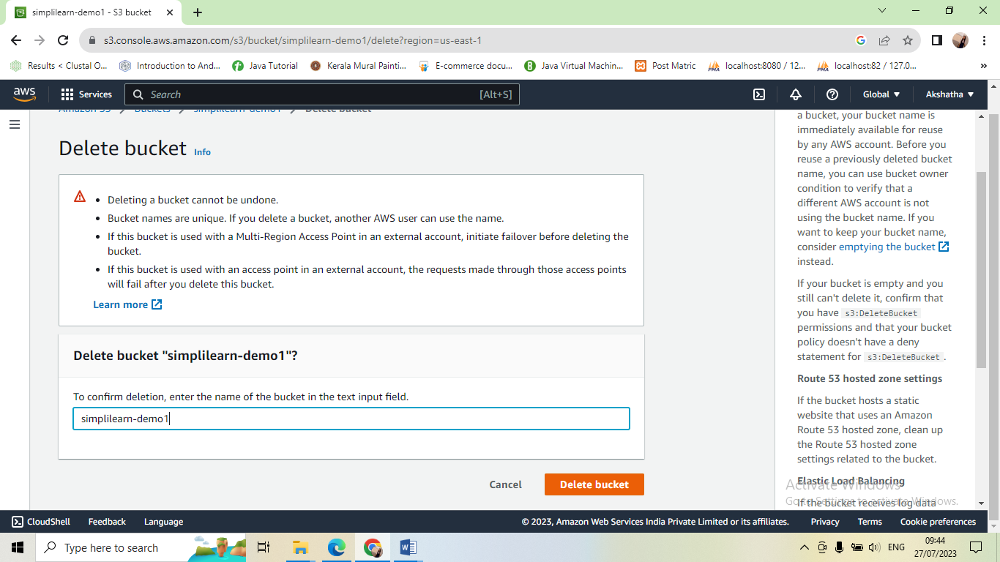 simplilearn-demo1 - S3 bucket
s3.console.aws.amazon.com/s3/bucket/simplilearn-demo1/delete?region=us-east-1
Results < Clustal O...
Introduction to And...
Java Tutorial
Kerala Mural Painti...
E-commerce docu...
Java Virtual Machin...
Post Matric
localhost:8080 / 12...
localhost:82 / 127.0...
»
aws
Services
Search
[Alt+S]
Global
Akshatha
Amazon S3
Buckets
simplilearn-demo1
Delete bucket
Delete bucket Info
• Deleting a bucket cannot be undone.
• Bucket names are unique. If you delete a bucket, another AWS user can use the name.
• If this bucket is used with a Multi-Region Access Point in an external account, initiate failover before deleting the
bucket.
• If this bucket is used with an access point in an external account, the requests made through those access points
will fail after you delete this bucket.
Learn more
Delete bucket "simplilearn-demo1"?
To confirm deletion, enter the name of the bucket in the text input field.
simplilearn-demo1
Cancel
Delete bucket
a bucket, your bucket name is
immediately available for reuse
by any AWS account. Before you
reuse a previously deleted bucket
name, you can use bucket owner
condition to verify that a
different AWS account is not
using the bucket name. If you
want to keep your bucket name,
consider emptying the bucket
instead.
If your bucket is empty and you
still can't delete it, confirm that
you have s3:DeleteBucket
permissions and that your bucket
policy doesn't have a deny
statement for s3:DeleteBucket.
Route 53 hosted zone settings
If the bucket hosts a static
website that uses an Amazon
Route 53 hosted zone, clean up
the Route 53 hosted zone
settings related to the bucket.
Elastic Load Balancing
If the bucket receives log data
Activate Windows
Go to Settings to activate Windows.
CloudShell
Feedback
Language
© 2023, Amazon Web Services India Private Limited or its affiliates.
Privacy
Terms
Cookie preferences
Type here to search
ENG
09:44
27/07/2023